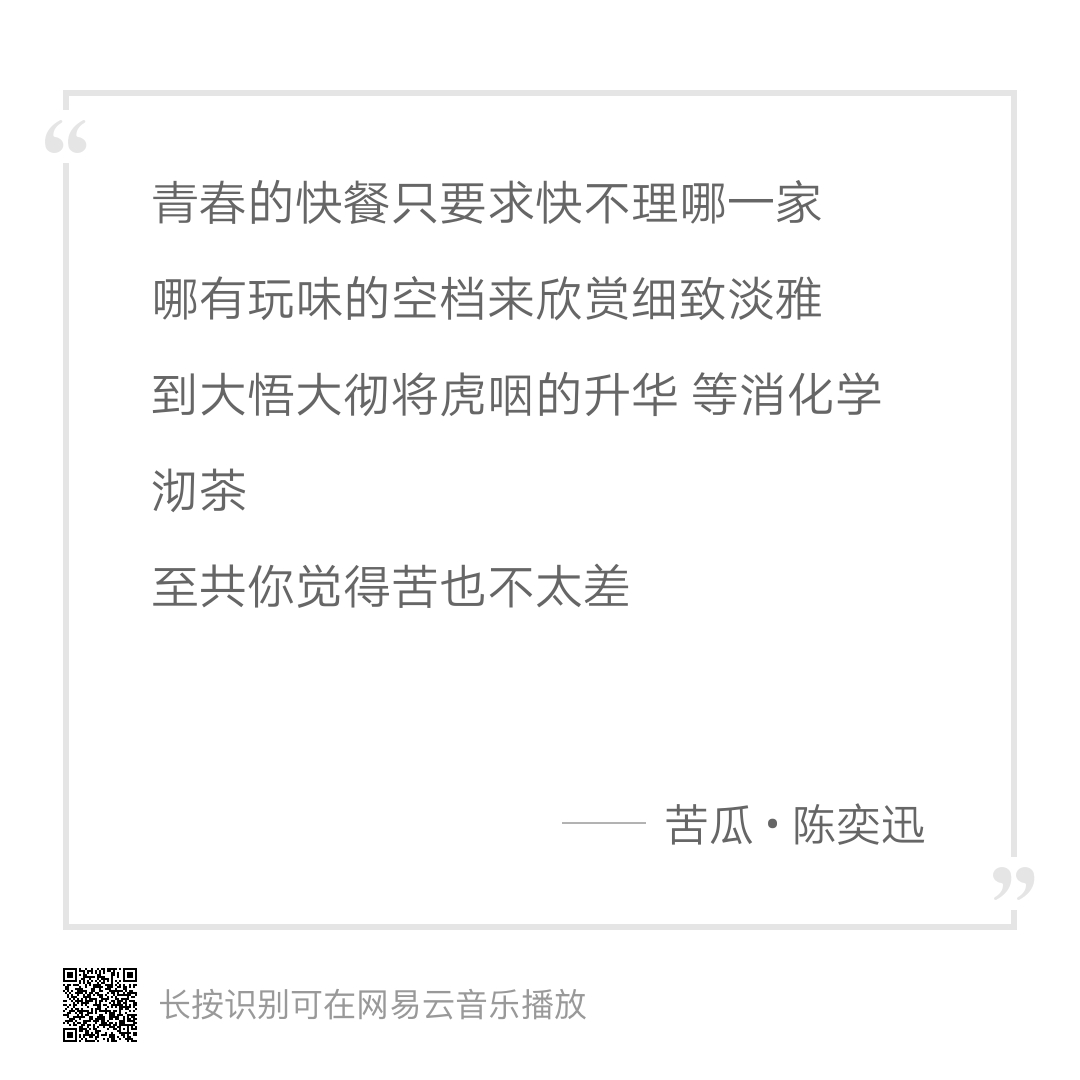 “
青春的快餐只要求快不理哪一家
哪有玩味的空档来欣赏细致淡雅
到大悟大彻将虎咽的升华 等消化学
沏茶
至共你觉得苦也不太差
—— 苦瓜·陈奕迅
”
长按识别可在网易云音乐播放